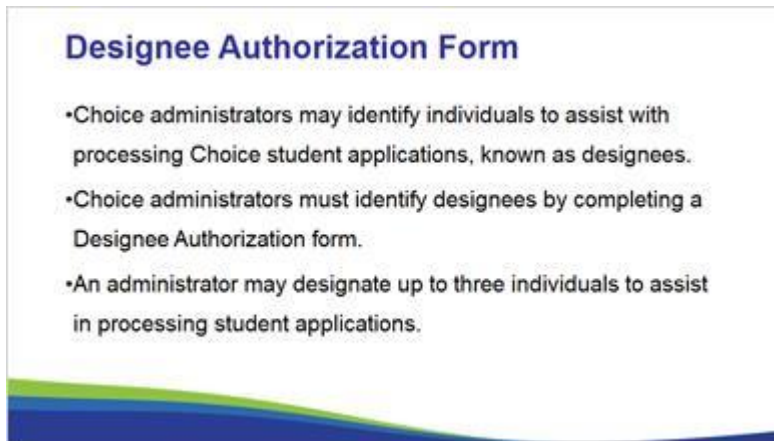 Designee Authorization Form
•Choice administrators may identify individuals to assist with
processing Choice student applications, known as designees.
•Choice administrators must identify designees by completing a
Designee Authorization form.
•An administrator may designate up to three individuals to assist
in processing student applications.